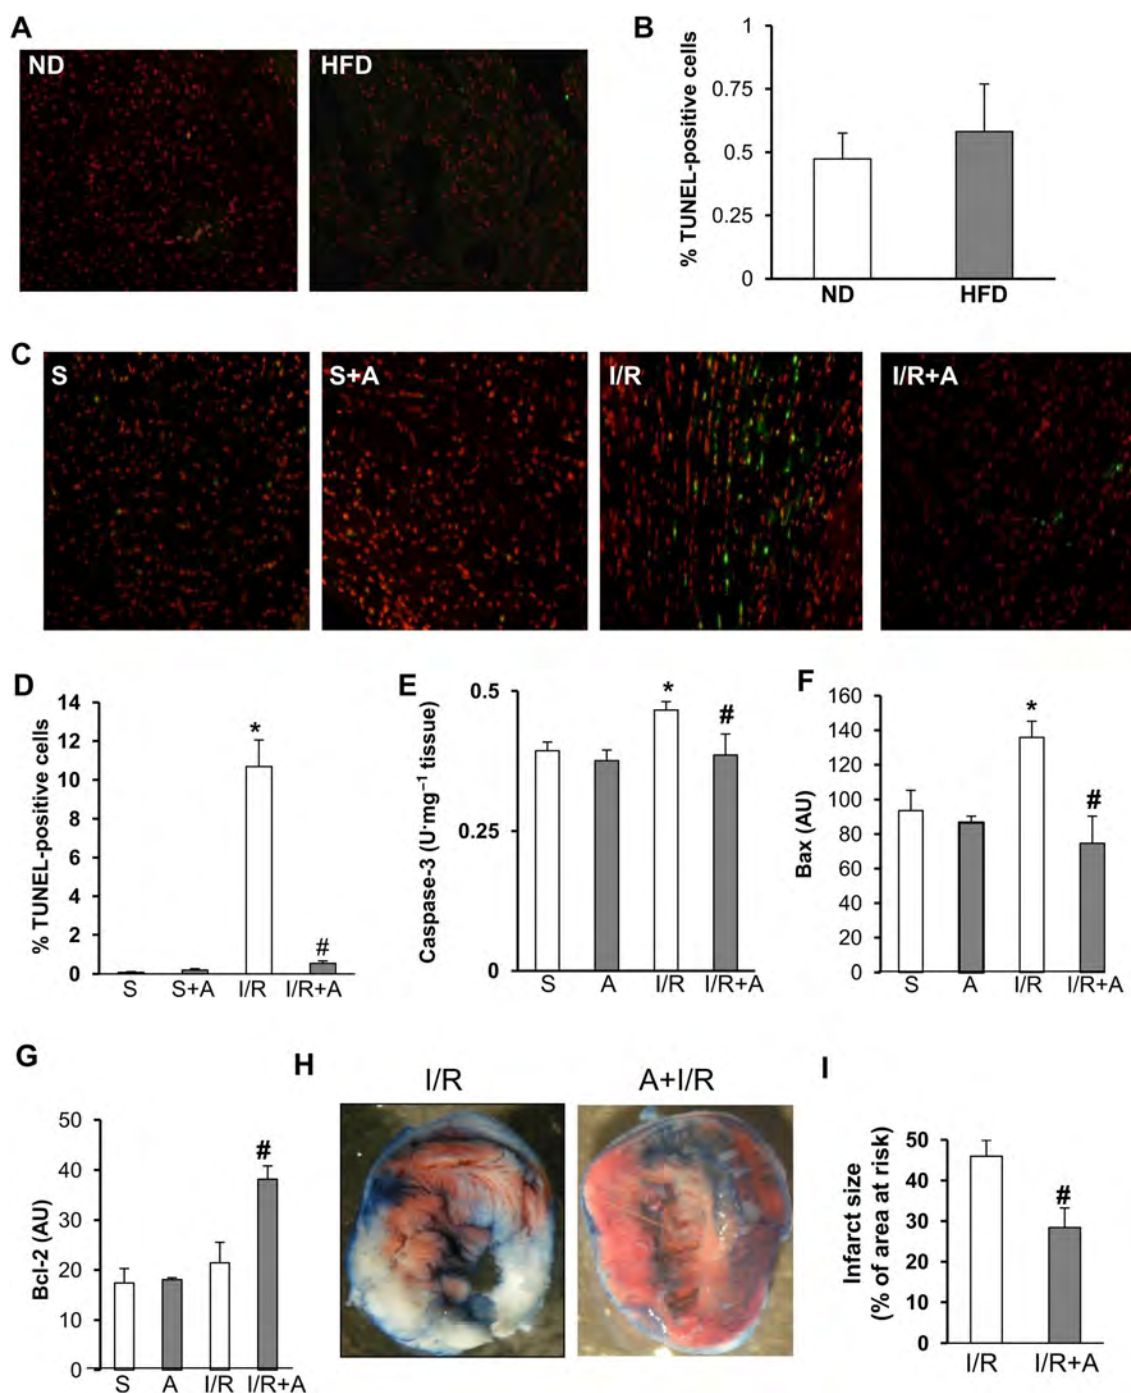 A
ND
HFD
B
% TUNEL-positive cells
1
0.75
0.5
0.25
0
ND
HFD
C
S
S+A
I/R
I/R+A
D
% TUNEL-positive cells
14
12
10
8
6
4
2
0
*
#
S
S+A
I/R
I/R+A
E
Caspase-3 (U·mg⁻¹ tissue)
0.5
0.25
0
*
#
S
A
I/R
I/R+A
F
Bax (AU)
160
140
120
100
80
60
40
20
0
*
#
S
A
I/R
I/R+A
G
Bcl-2 (AU)
50
40
30
20
10
0
#
S
A
I/R
I/R+A
H
I/R
A+I/R
I
Infarct size
(% of area at risk)
50
40
30
20
10
0
#
I/R
I/R+A